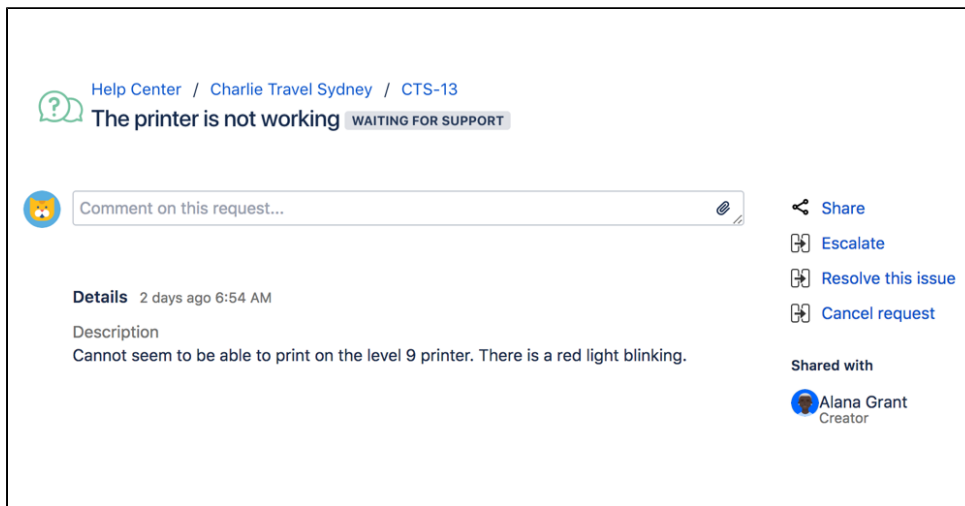 Help Center / Charlie Travel Sydney / CTS-13
The printer is not working WAITING FOR SUPPORT
Comment on this request...
Share
Escalate
Resolve this issue
Cancel request
Details 2 days ago 6:54 AM
Description
Cannot seem to be able to print on the level 9 printer. There is a red light blinking.
Shared with
Alana Grant
Creator